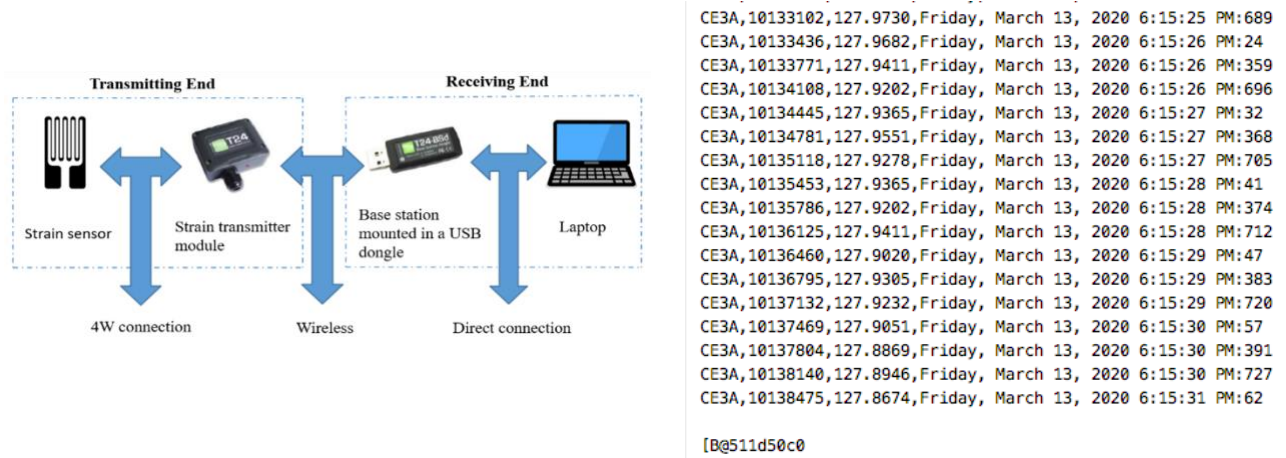 Transmitting End
Receiving End
T24
T24-BSd
Strain sensor
Strain transmitter
module
Base station
mounted in a USB
dongle
Laptop
4W connection
Wireless
Direct connection
CE3A,10133102,127.9730,Friday, March 13, 2020 6:15:25 PM:689
CE3A,10133436,127.9682,Friday, March 13, 2020 6:15:26 PM:24
CE3A,10133771,127.9411,Friday, March 13, 2020 6:15:26 PM:359
CE3A,10134108,127.9202,Friday, March 13, 2020 6:15:26 PM:696
CE3A,10134445,127.9365,Friday, March 13, 2020 6:15:27 PM:32
CE3A,10134781,127.9551,Friday, March 13, 2020 6:15:27 PM:368
CE3A,10135118,127.9278,Friday, March 13, 2020 6:15:27 PM:705
CE3A,10135453,127.9365,Friday, March 13, 2020 6:15:28 PM:41
CE3A,10135786,127.9202,Friday, March 13, 2020 6:15:28 PM:374
CE3A,10136125,127.9411,Friday, March 13, 2020 6:15:28 PM:712
CE3A,10136460,127.9020,Friday, March 13, 2020 6:15:29 PM:47
CE3A,10136795,127.9305,Friday, March 13, 2020 6:15:29 PM:383
CE3A,10137132,127.9232,Friday, March 13, 2020 6:15:29 PM:720
CE3A,10137469,127.9051,Friday, March 13, 2020 6:15:30 PM:57
CE3A,10137804,127.8869,Friday, March 13, 2020 6:15:30 PM:391
CE3A,10138140,127.8946,Friday, March 13, 2020 6:15:30 PM:727
CE3A,10138475,127.8674,Friday, March 13, 2020 6:15:31 PM:62
[B@511d50c0